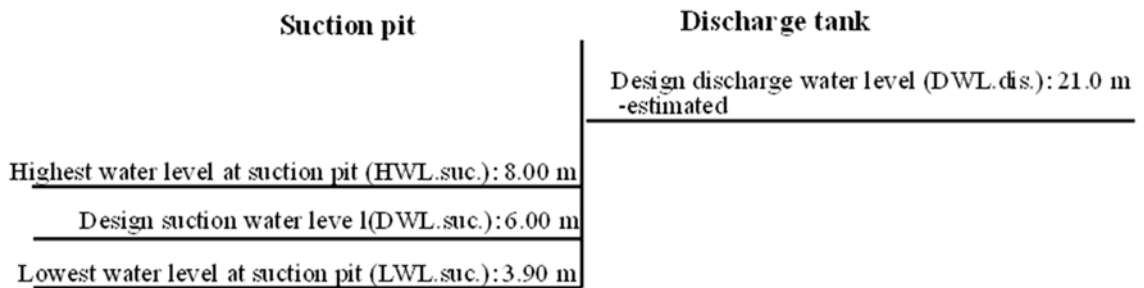 Suction pit
Discharge tank
Design discharge water level (DWL.dis.): 21.0 m
-estimated
Highest water level at suction pit (HWL.suc.): 8.00 m
Design suction water leve l(DWL.suc.):6.00 m
Lowest water level at suction pit (LWL.suc.): 3.90 m